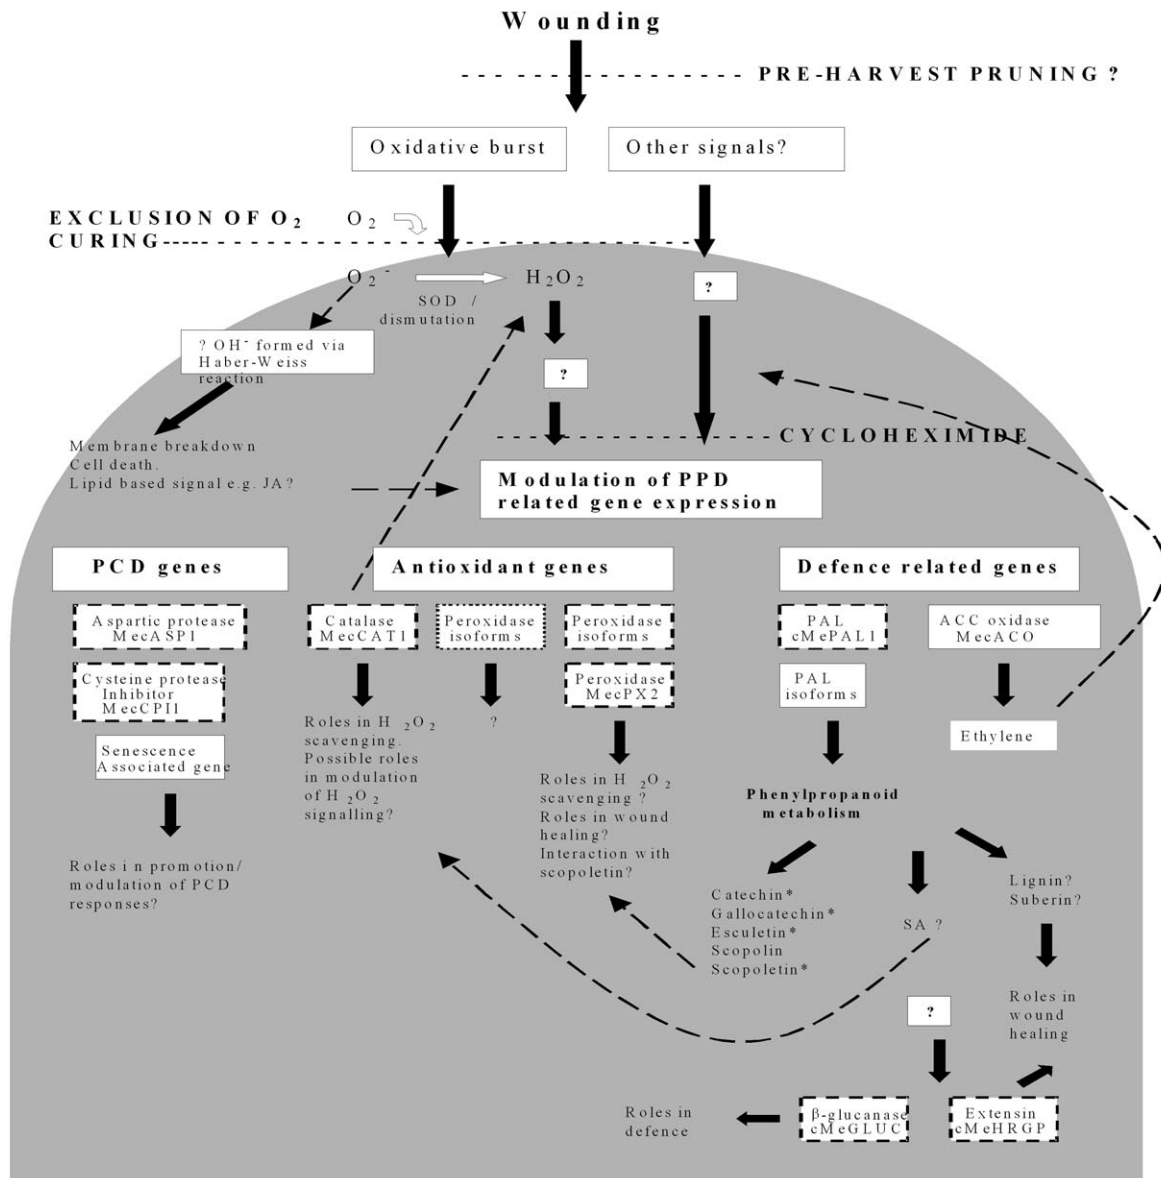 Wounding
PRE-HARVEST PRUNING ?
Oxidative burst
Other signals?
EXCLUSION OF O₂
CURING
O₂
O₂⁻
SOD /
dismutation
H₂O₂
?
? OH⁻ formed via
Haber-Weiss
reaction
?
Membrane breakdown
Cell death.
Lipid based signal e.g. JA?
CYCLOHEXIMIDE
Modulation of PPD
related gene expression
PCD genes
Antioxidant genes
Defence related genes
Aspartic protease
MecASP1
Cysteine protease
Inhibitor
MecCPI1
Senescence
Associated gene
Roles in promotion/
modulation of PCD
responses?
Catalase
MecCAT1
Roles in H₂O₂
scavenging.
Possible roles
in modulation
of H₂O₂
signalling?
Peroxidase
isoforms
?
Peroxidase
isoforms
Peroxidase
MecPX2
Roles in H₂O₂
scavenging ?
Roles in wound
healing?
Interaction with
scopoletin?
PAL
cMePAL1
PAL
isoforms
ACC oxidase
MecACO
Ethylene
Phenylpropanoid
metabolism
Catechin*
Gallocatechin*
Esculetin*
Scopolin
Scopoletin*
SA ?
Lignin?
Suberin?
Roles in
wound
healing
?
Roles in
defence
β-glucanase
cMeGLUC
Extensin
cMeHRGP